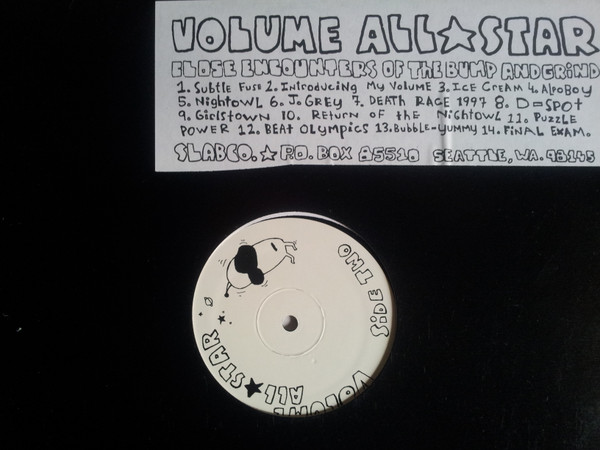 VOLUME ALL★STAR
CLOSE ENCOUNTERS OF THE BUMP AND GRIND
1. Subtle Fuse 2. Introducing My Volume 3. Ice Cream 4. Afroboy
5. Nightowl 6. J. Grey 7. Death Race 1997 8. D=Spot
9. Girlstown 10. Return of the Nightowl 11. Puzzle
Power 12. Beat Olympics 13. Bubble-Yummy 14. Final Exam.
SLABCO.★P.O. BOX 85510 SEATTLE, WA. 98145
SIDE TWO
VOLUME
ALL★STAR